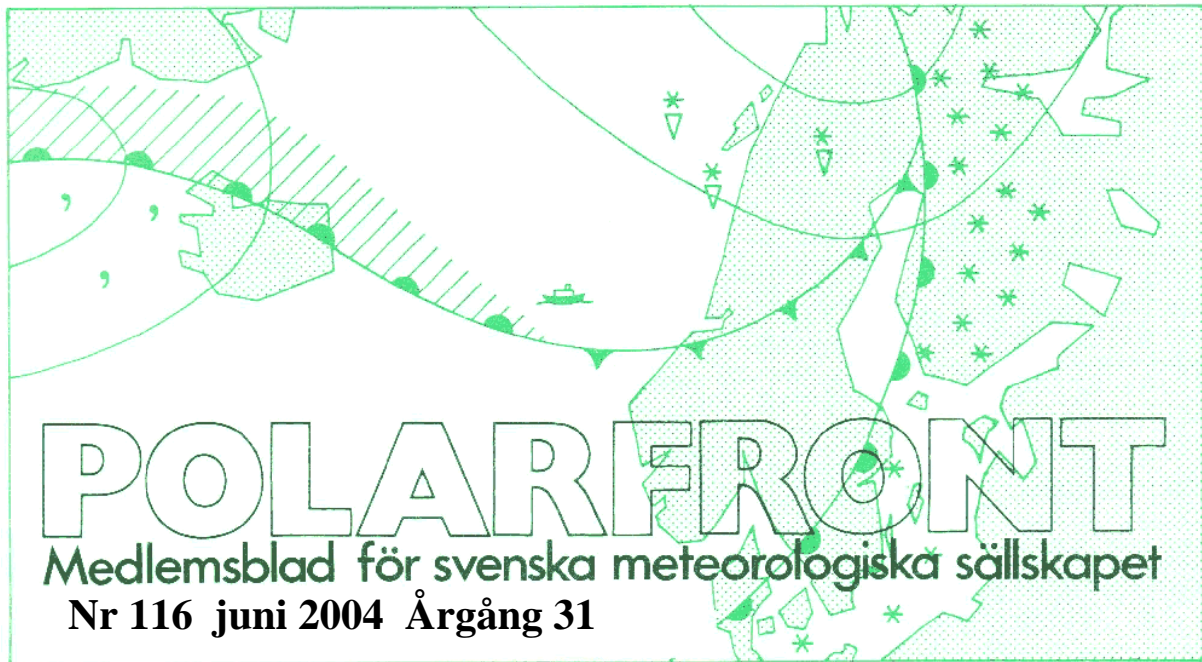 POLARFRONT
Medlemsblad för svenska meteorologiska sällskapet
Nr 116 juni 2004 Årgång 31